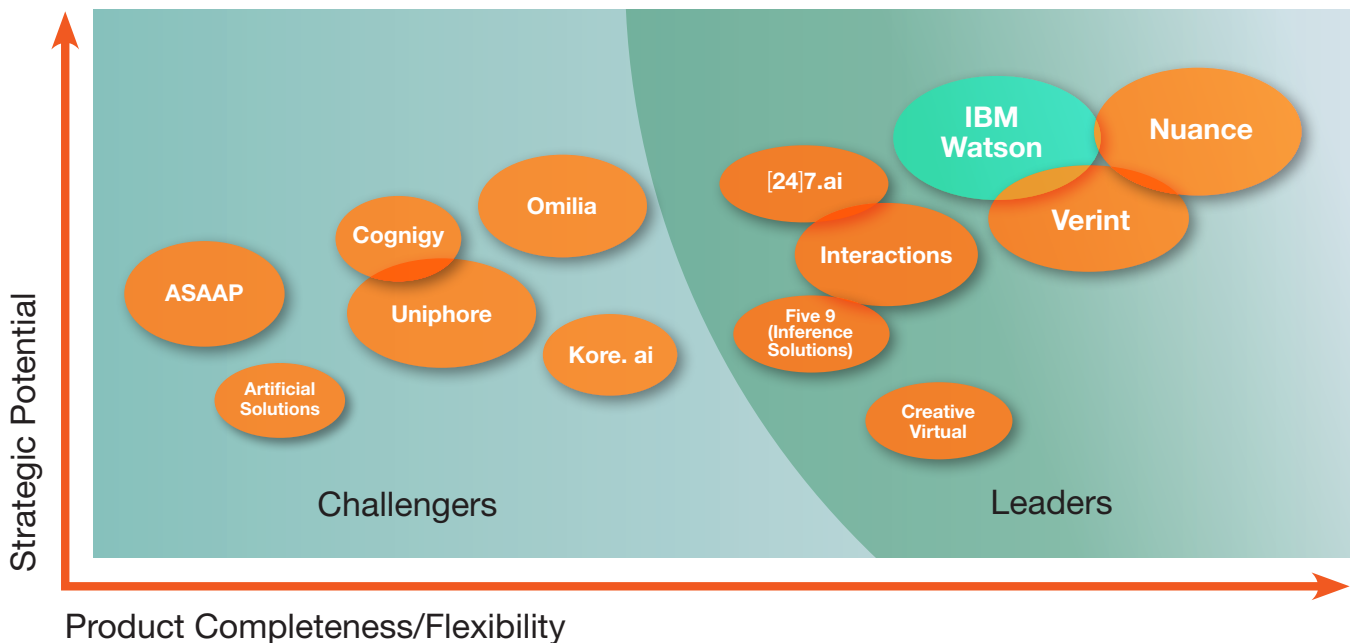 Strategic Potential
IBM
Watson
Nuance
[24]7.ai
Omilia
Verint
Cognigy
Interactions
ASAAP
Uniphore
Five 9
(Inference
Solutions)
Kore. ai
Artificial
Solutions
Creative
Virtual
Challengers
Leaders
Product Completeness/Flexibility